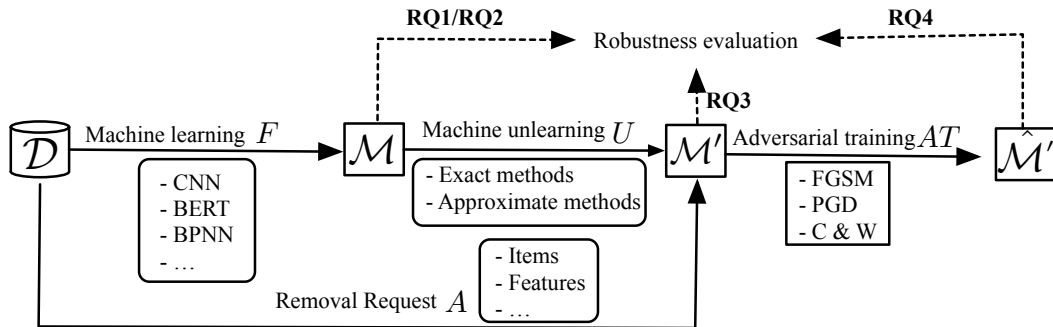 RQ1/RQ2
RQ4
Robustness evaluation
RQ3
D
Machine learning F
M
Machine unlearning U
M'
Adversarial training AT
M̂'
- CNN
- BERT
- BPNN
- …
- Exact methods
- Approximate methods
- FGSM
- PGD
- C & W
- Items
- Features
- …
Removal Request A